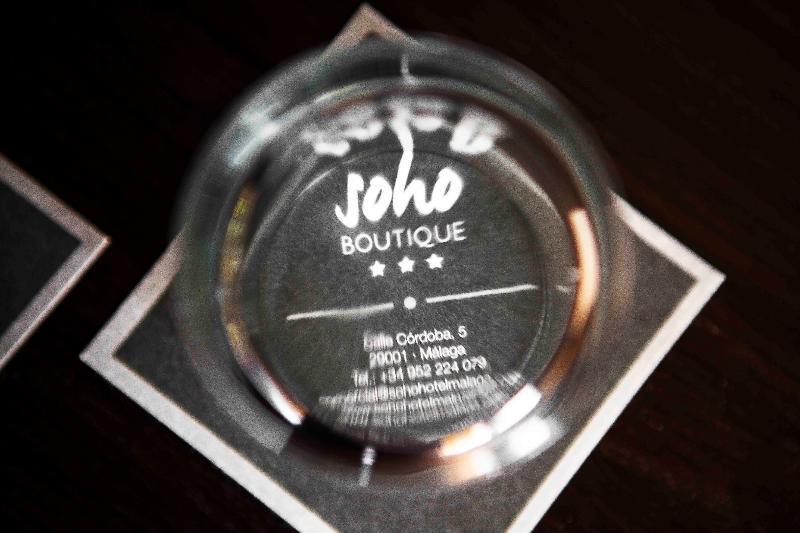 soho
BOUTIQUE
Calle Córdoba, 5
29001 · Málaga
Tel. +34 952 224 079